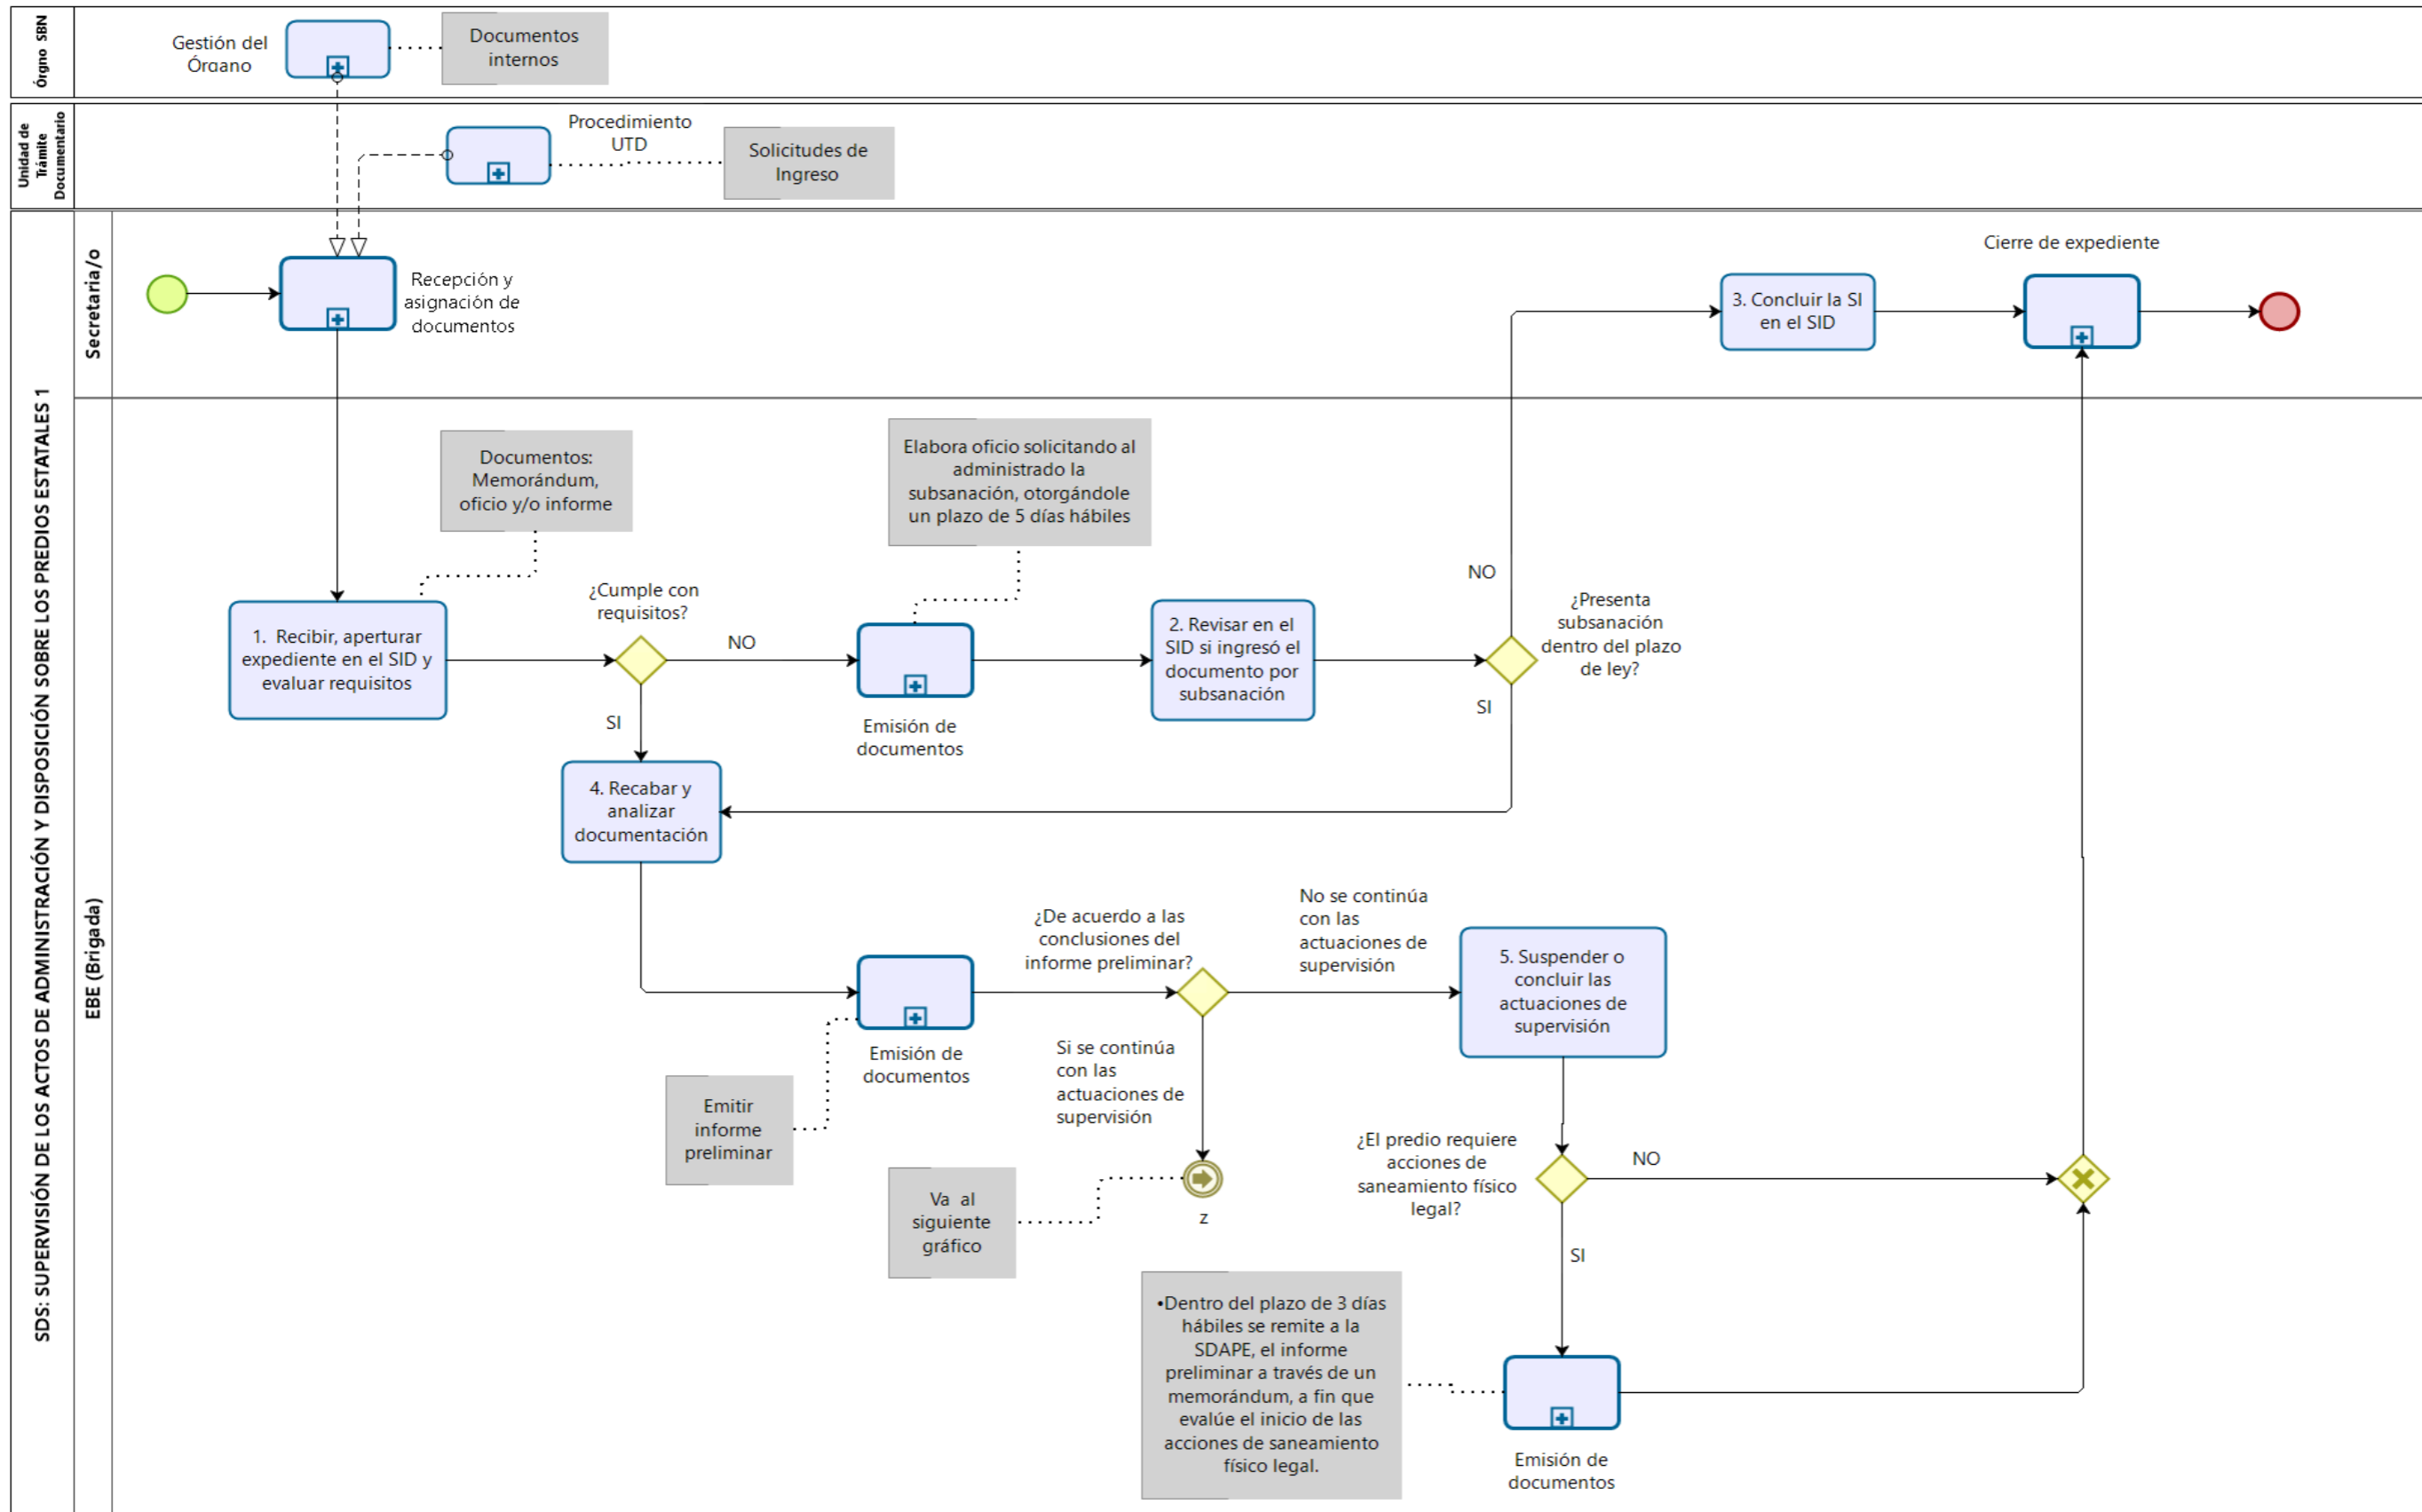 Órgno SBN
Gestión del
Órgano
Documentos
internos
Unidad de
Trámite
Documentario
Procedimiento
UTD
Solicitudes de
Ingreso
SDS: SUPERVISIÓN DE LOS ACTOS DE ADMINISTRACIÓN Y DISPOSICIÓN SOBRE LOS PREDIOS ESTATALES 1
Secretaria/o
Recepción y
asignación de
documentos
3. Concluir la SI
en el SID
Cierre de expediente
EBE (Brigada)
Documentos:
Memorándum,
oficio y/o informe
Elabora oficio solicitando al
administrado la
subsanación, otorgándole
un plazo de 5 días hábiles
1. Recibir, aperturar
expediente en el SID y
evaluar requisitos
¿Cumple con
requisitos?
NO
SI
Emisión de
documentos
2. Revisar en el
SID si ingresó el
documento por
subsanación
NO
¿Presenta
subsanación
dentro del plazo
de ley?
SI
4. Recabar y
analizar
documentación
Emitir
informe
preliminar
Emisión de
documentos
¿De acuerdo a las
conclusiones del
informe preliminar?
No se continúa
con las
actuaciones de
supervisión
Si se continúa
con las
actuaciones de
supervisión
5. Suspender o
concluir las
actuaciones de
supervisión
Va al
siguiente
gráfico
z
¿El predio requiere
acciones de
saneamiento físico
legal?
NO
SI
•Dentro del plazo de 3 días
hábiles se remite a la
SDAPE, el informe
preliminar a través de un
memorándum, a fin que
evalúe el inicio de las
acciones de saneamiento
físico legal.
Emisión de
documentos